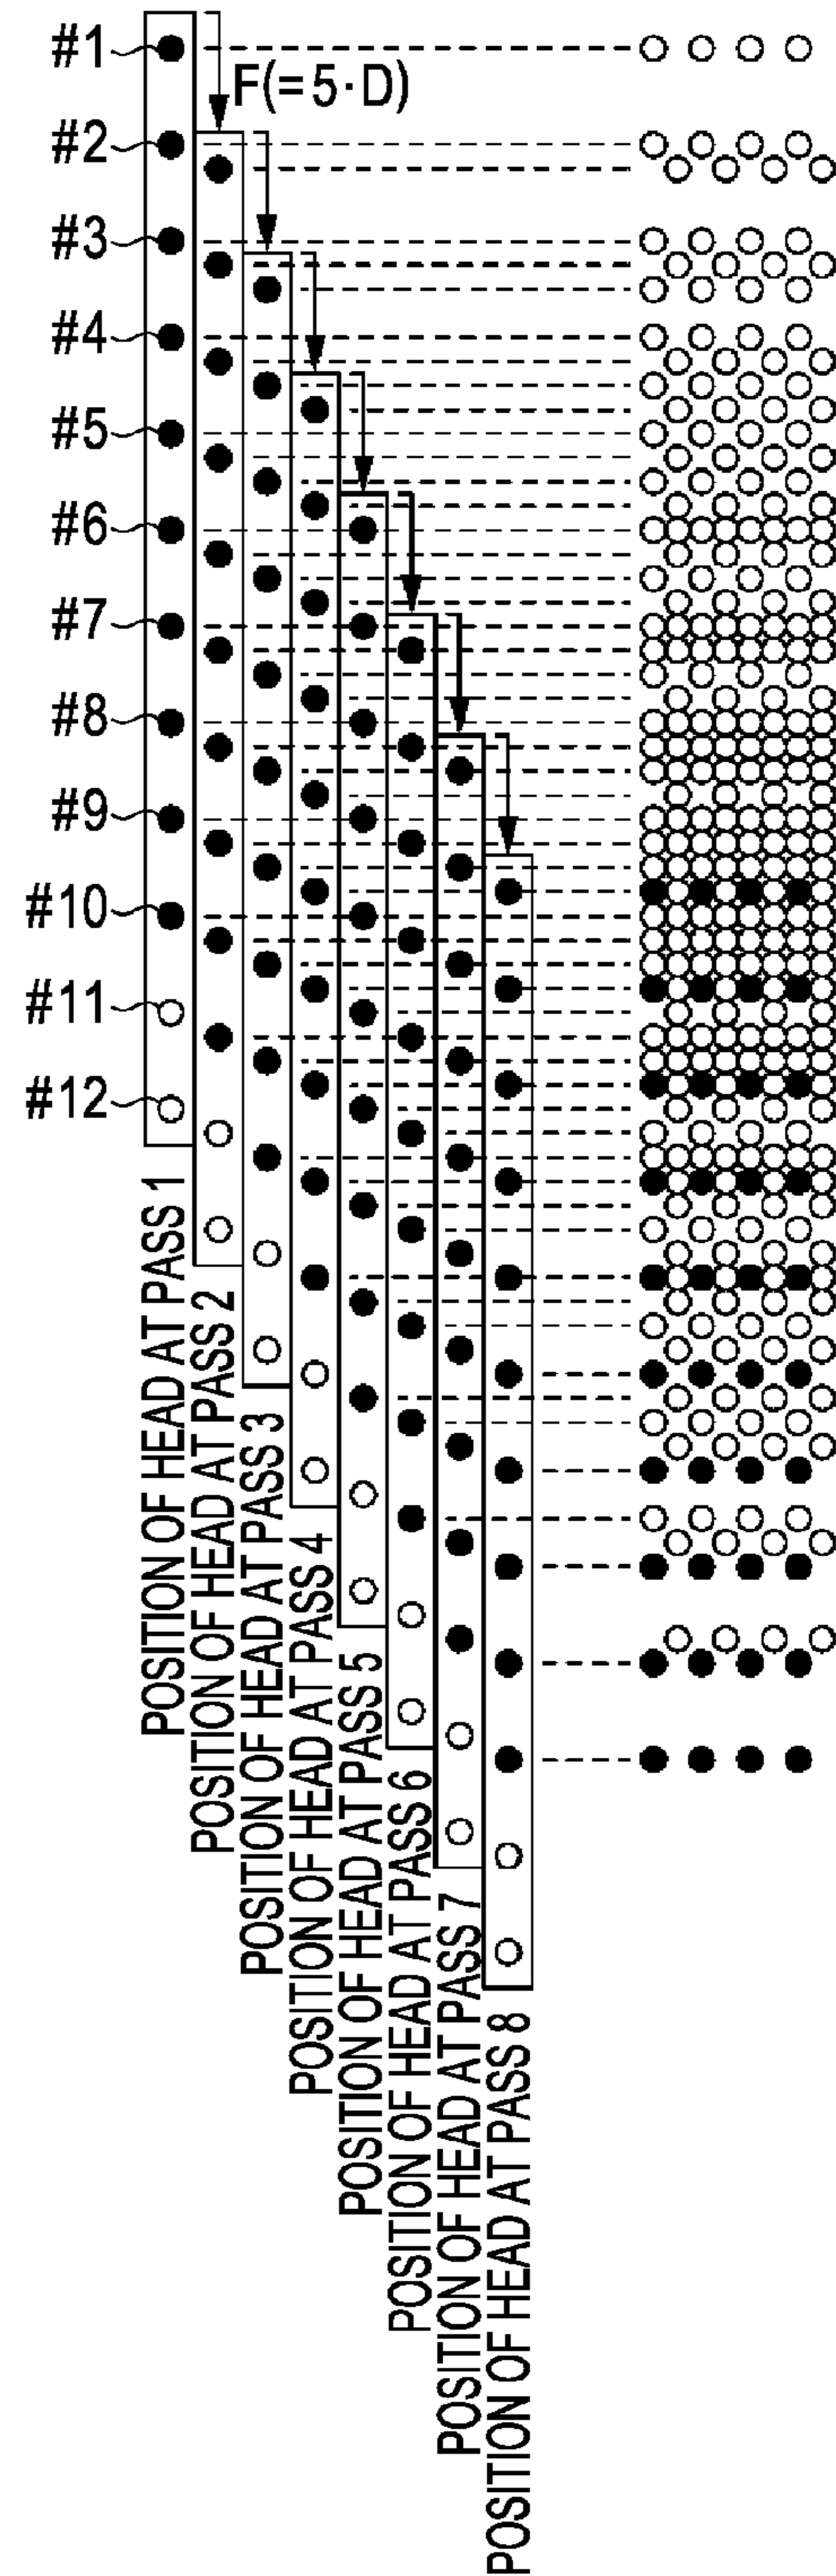 #1
F(=5·D)
#2
#3
#4
#5
#6
#7
#8
#9
#10
#11
#12
POSITION OF HEAD AT PASS 1
POSITION OF HEAD AT PASS 2
POSITION OF HEAD AT PASS 3
POSITION OF HEAD AT PASS 4
POSITION OF HEAD AT PASS 5
POSITION OF HEAD AT PASS 6
POSITION OF HEAD AT PASS 7
POSITION OF HEAD AT PASS 8